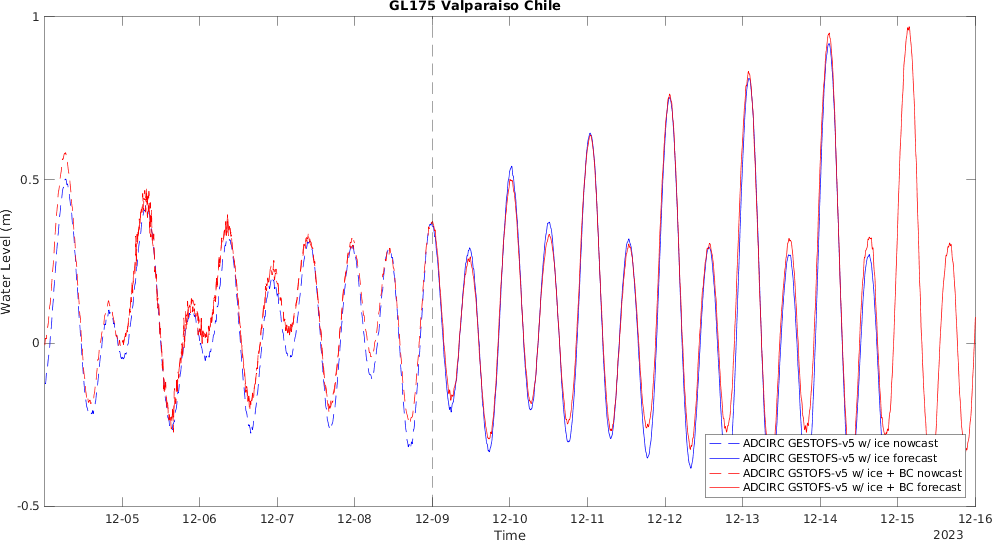 GL175 Valparaiso Chile
1
0.5
0
-0.5
Water Level (m)
12-05 12-06 12-07 12-08 12-09 12-10 12-11 12-12 12-13 12-14 12-15 12-16
Time
2023
ADCIRC GESTOFS-v5 w/ ice nowcast
ADCIRC GESTOFS-v5 w/ ice forecast
ADCIRC GSTOFS-v5 w/ ice + BC nowcast
ADCIRC GSTOFS-v5 w/ ice + BC forecast